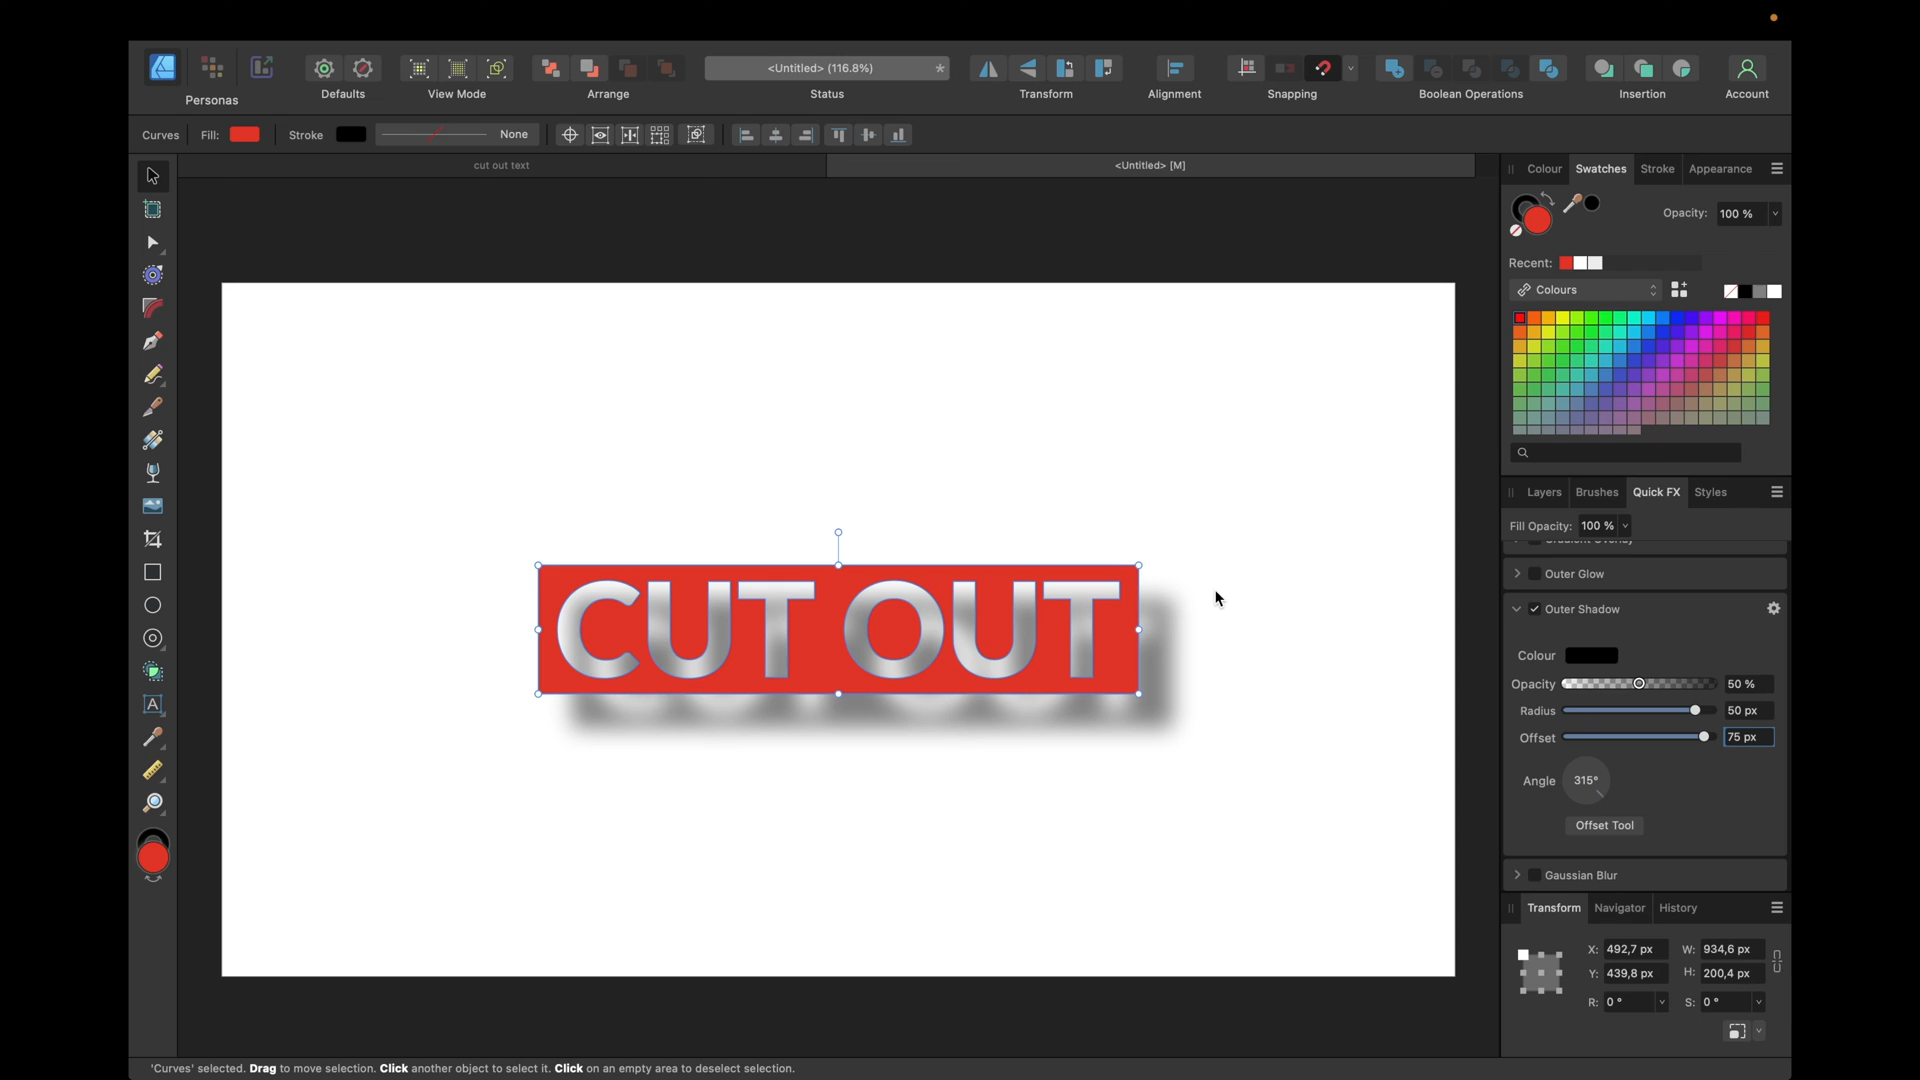 Personas
Defaults
View Mode
Arrange
<Untitled> (116.8%)
*
Status
Transform
Alignment
Snapping
Boolean Operations
Insertion
Account
Curves
Fill:
Stroke
None
cut out text
<Untitled> [M]
Colour
Swatches
Stroke
Appearance
Opacity:
100 %
Recent:
Colours
CUT OUT
Layers
Brushes
Quick FX
Styles
Fill Opacity:
100 %
Gradient Overlay
Outer Glow
Outer Shadow
Colour
Opacity
50 %
Radius
50 px
Offset
75 px
Angle
315°
Offset Tool
Gaussian Blur
Transform
Navigator
History
X: 492,7 px
W: 934,6 px
Y: 439,8 px
H: 200,4 px
R: 0 °
S: 0 °
'Curves' selected. Drag to move selection. Click another object to select it. Click on an empty area to deselect selection.